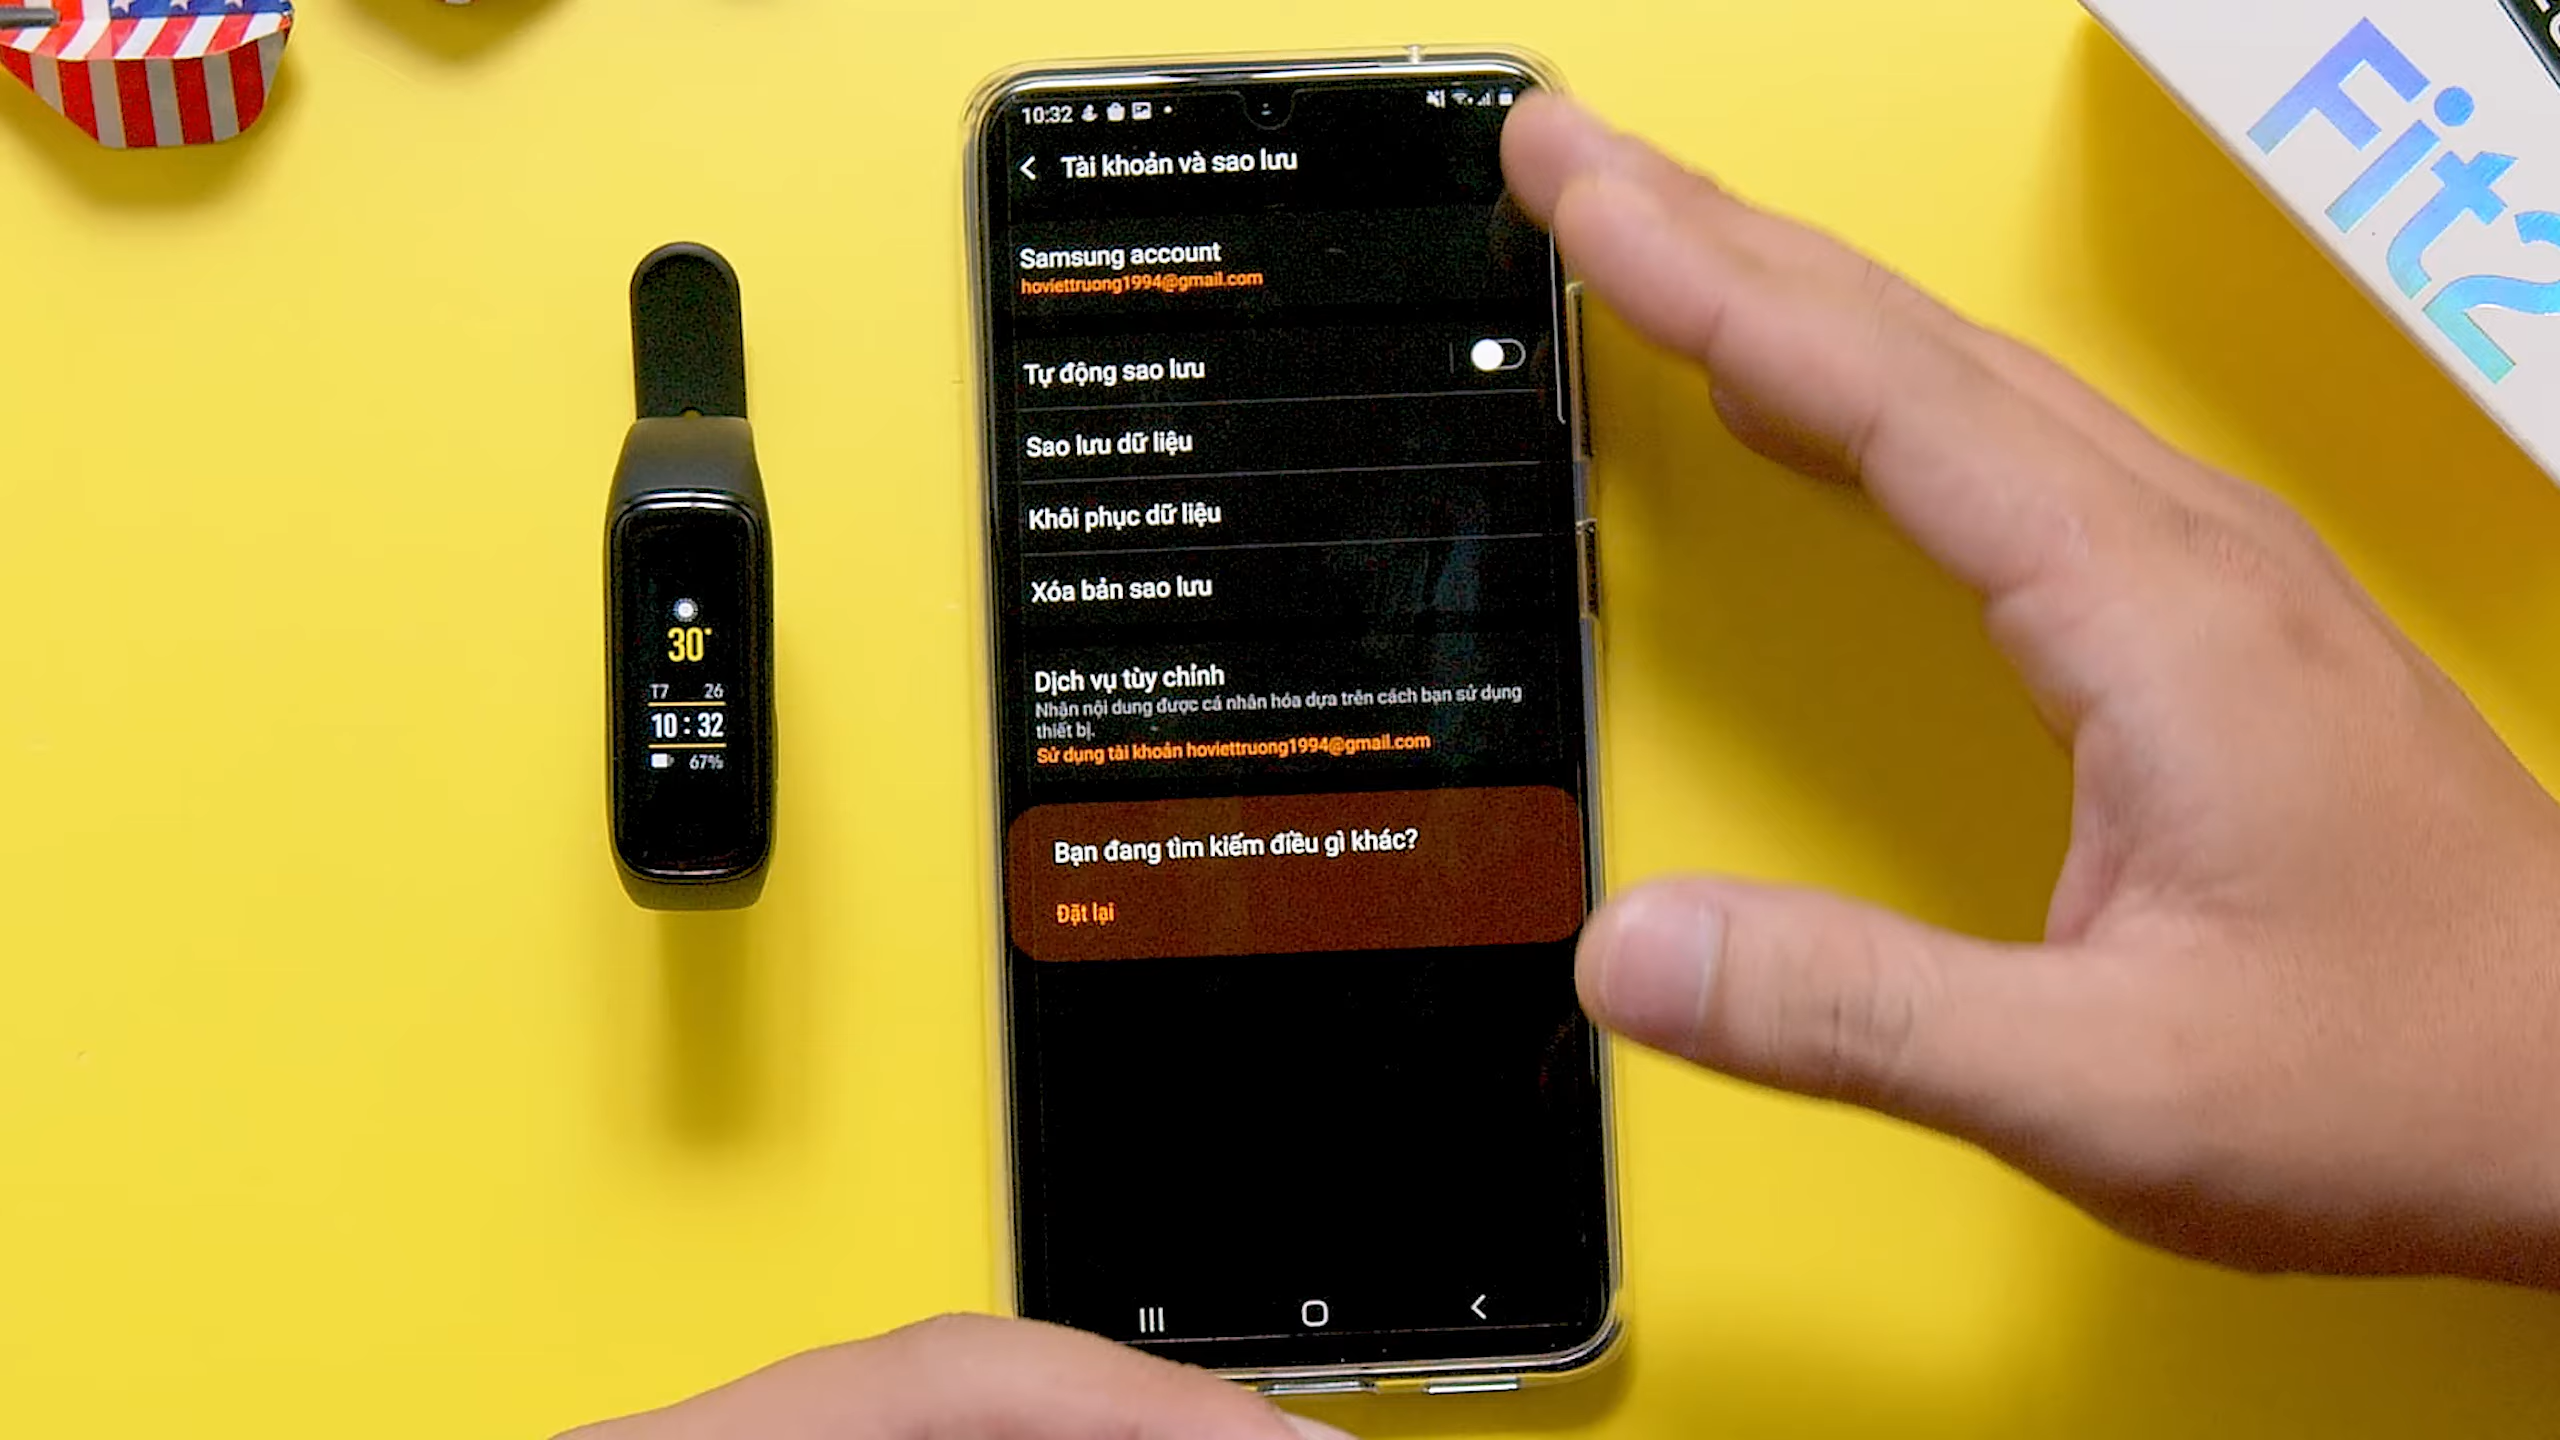 10:32
Tài khoản và sao lưu
Samsung account
hoviettruong1994@gmail.com
Tự động sao lưu
Sao lưu dữ liệu
Khôi phục dữ liệu
Xóa bản sao lưu
Dịch vụ tùy chỉnh
Nhận nội dung được cá nhân hóa dựa trên cách bạn sử dụng
thiết bị.
Sử dụng tài khoản hoviettruong1994@gmail.com
Bạn đang tìm kiếm điều gì khác?
Đặt lại
30°
T7 26
10:32
67%
Fit2